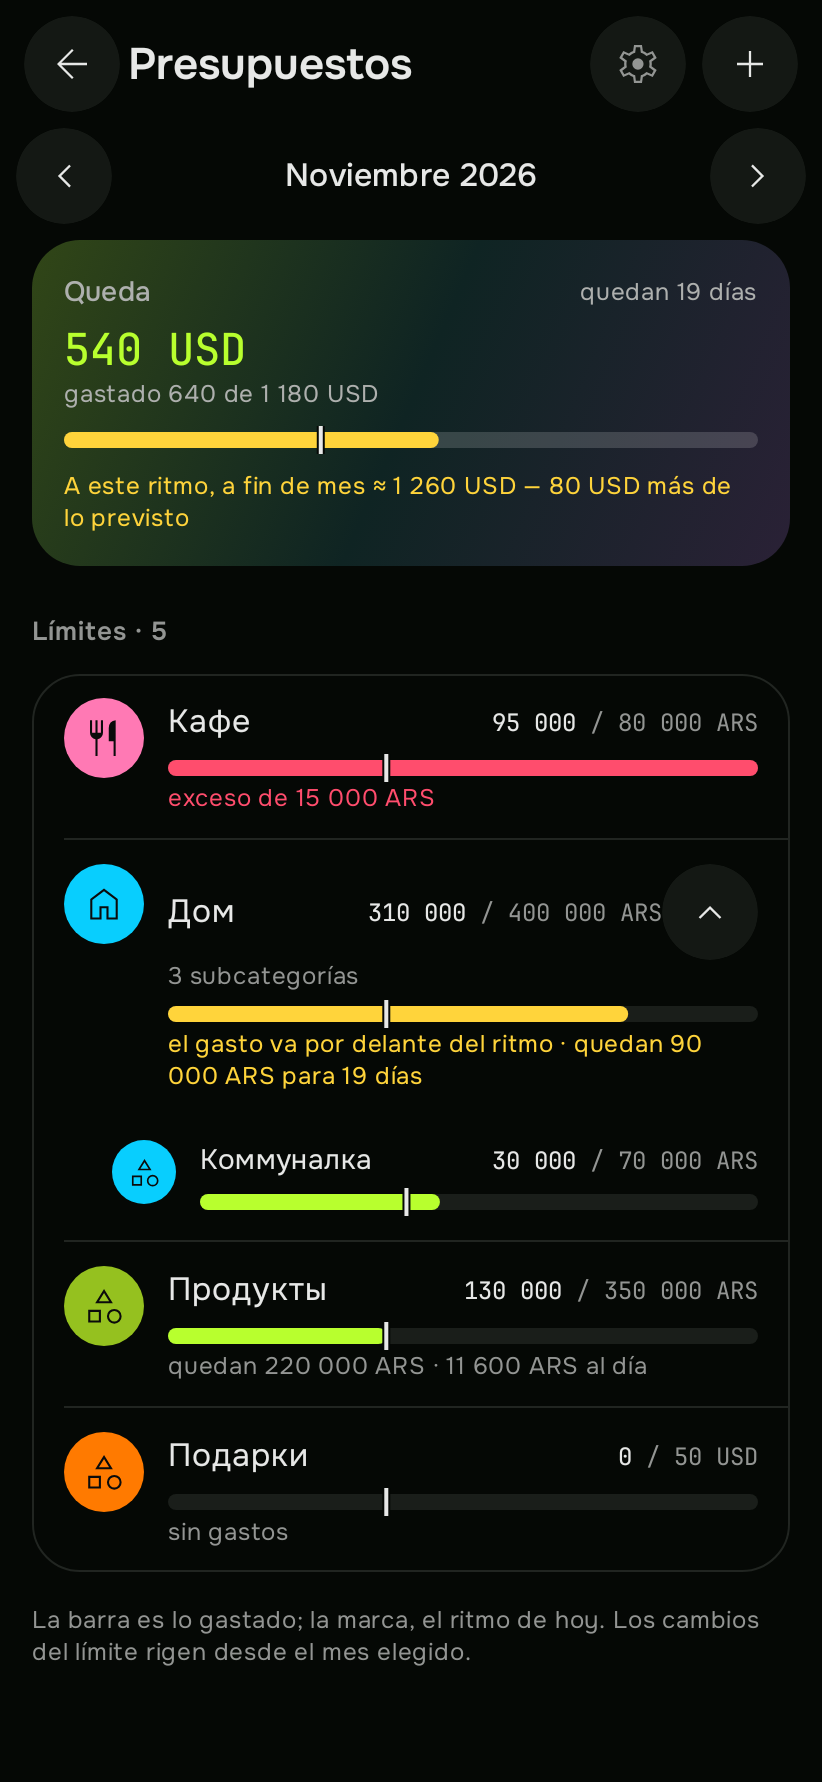 Presupuestos
Noviembre 2026
Queda
quedan 19 días
540 USD
gastado 640 de 1 180 USD
A este ritmo, a fin de mes ≈ 1 260 USD — 80 USD más de
lo previsto
Límites · 5
Кафе
95 000 / 80 000 ARS
exceso de 15 000 ARS
Дом
310 000 / 400 000 ARS
3 subcategorías
el gasto va por delante del ritmo · quedan 90
000 ARS para 19 días
Коммуналка
30 000 / 70 000 ARS
Продукты
130 000 / 350 000 ARS
quedan 220 000 ARS · 11 600 ARS al día
Подарки
0 / 50 USD
sin gastos
La barra es lo gastado; la marca, el ritmo de hoy. Los cambios
del límite rigen desde el mes elegido.